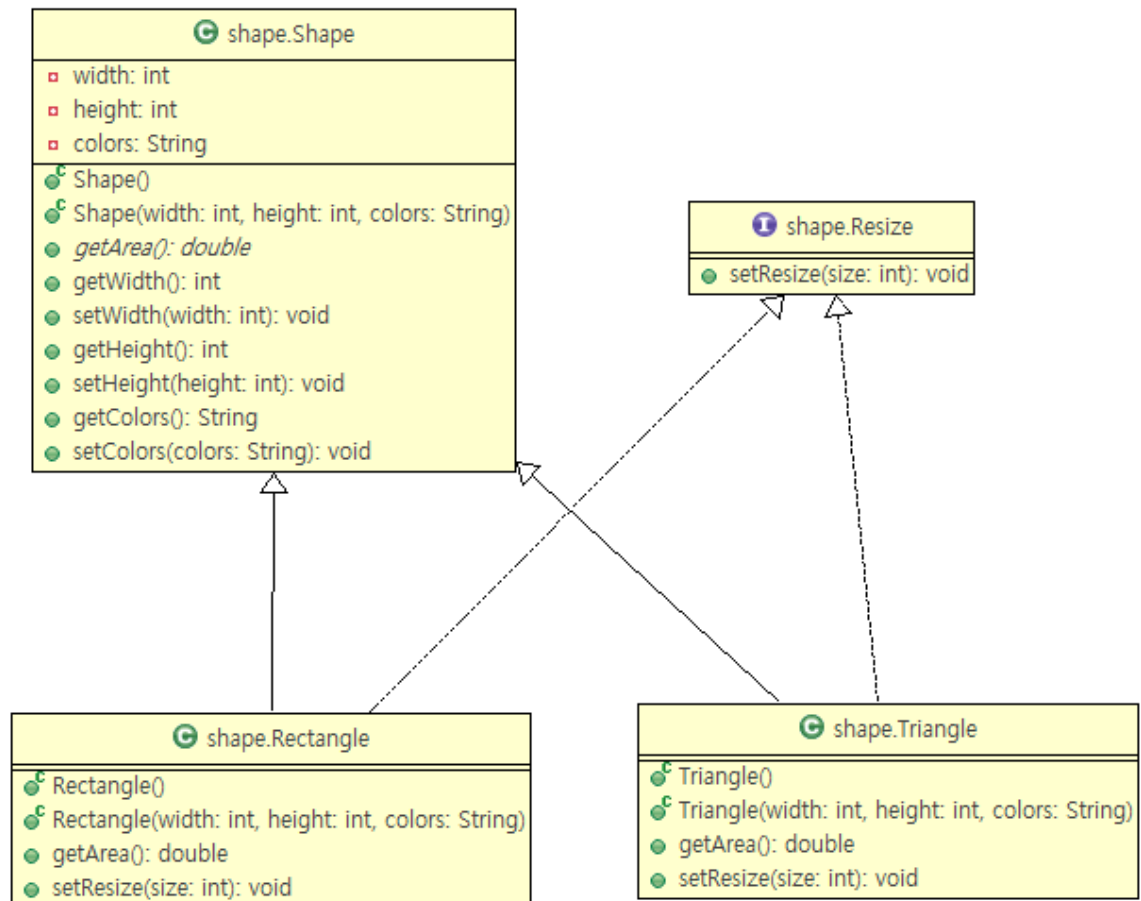 shape.Shape
width: int
height: int
colors: String
Shape()
Shape(width: int, height: int, colors: String)
getArea(): double
getWidth(): int
setWidth(width: int): void
getHeight(): int
setHeight(height: int): void
getColors(): String
setColors(colors: String): void
shape.Resize
setResize(size: int): void
shape.Rectangle
Rectangle()
Rectangle(width: int, height: int, colors: String)
getArea(): double
setResize(size: int): void
shape.Triangle
Triangle()
Triangle(width: int, height: int, colors: String)
getArea(): double
setResize(size: int): void